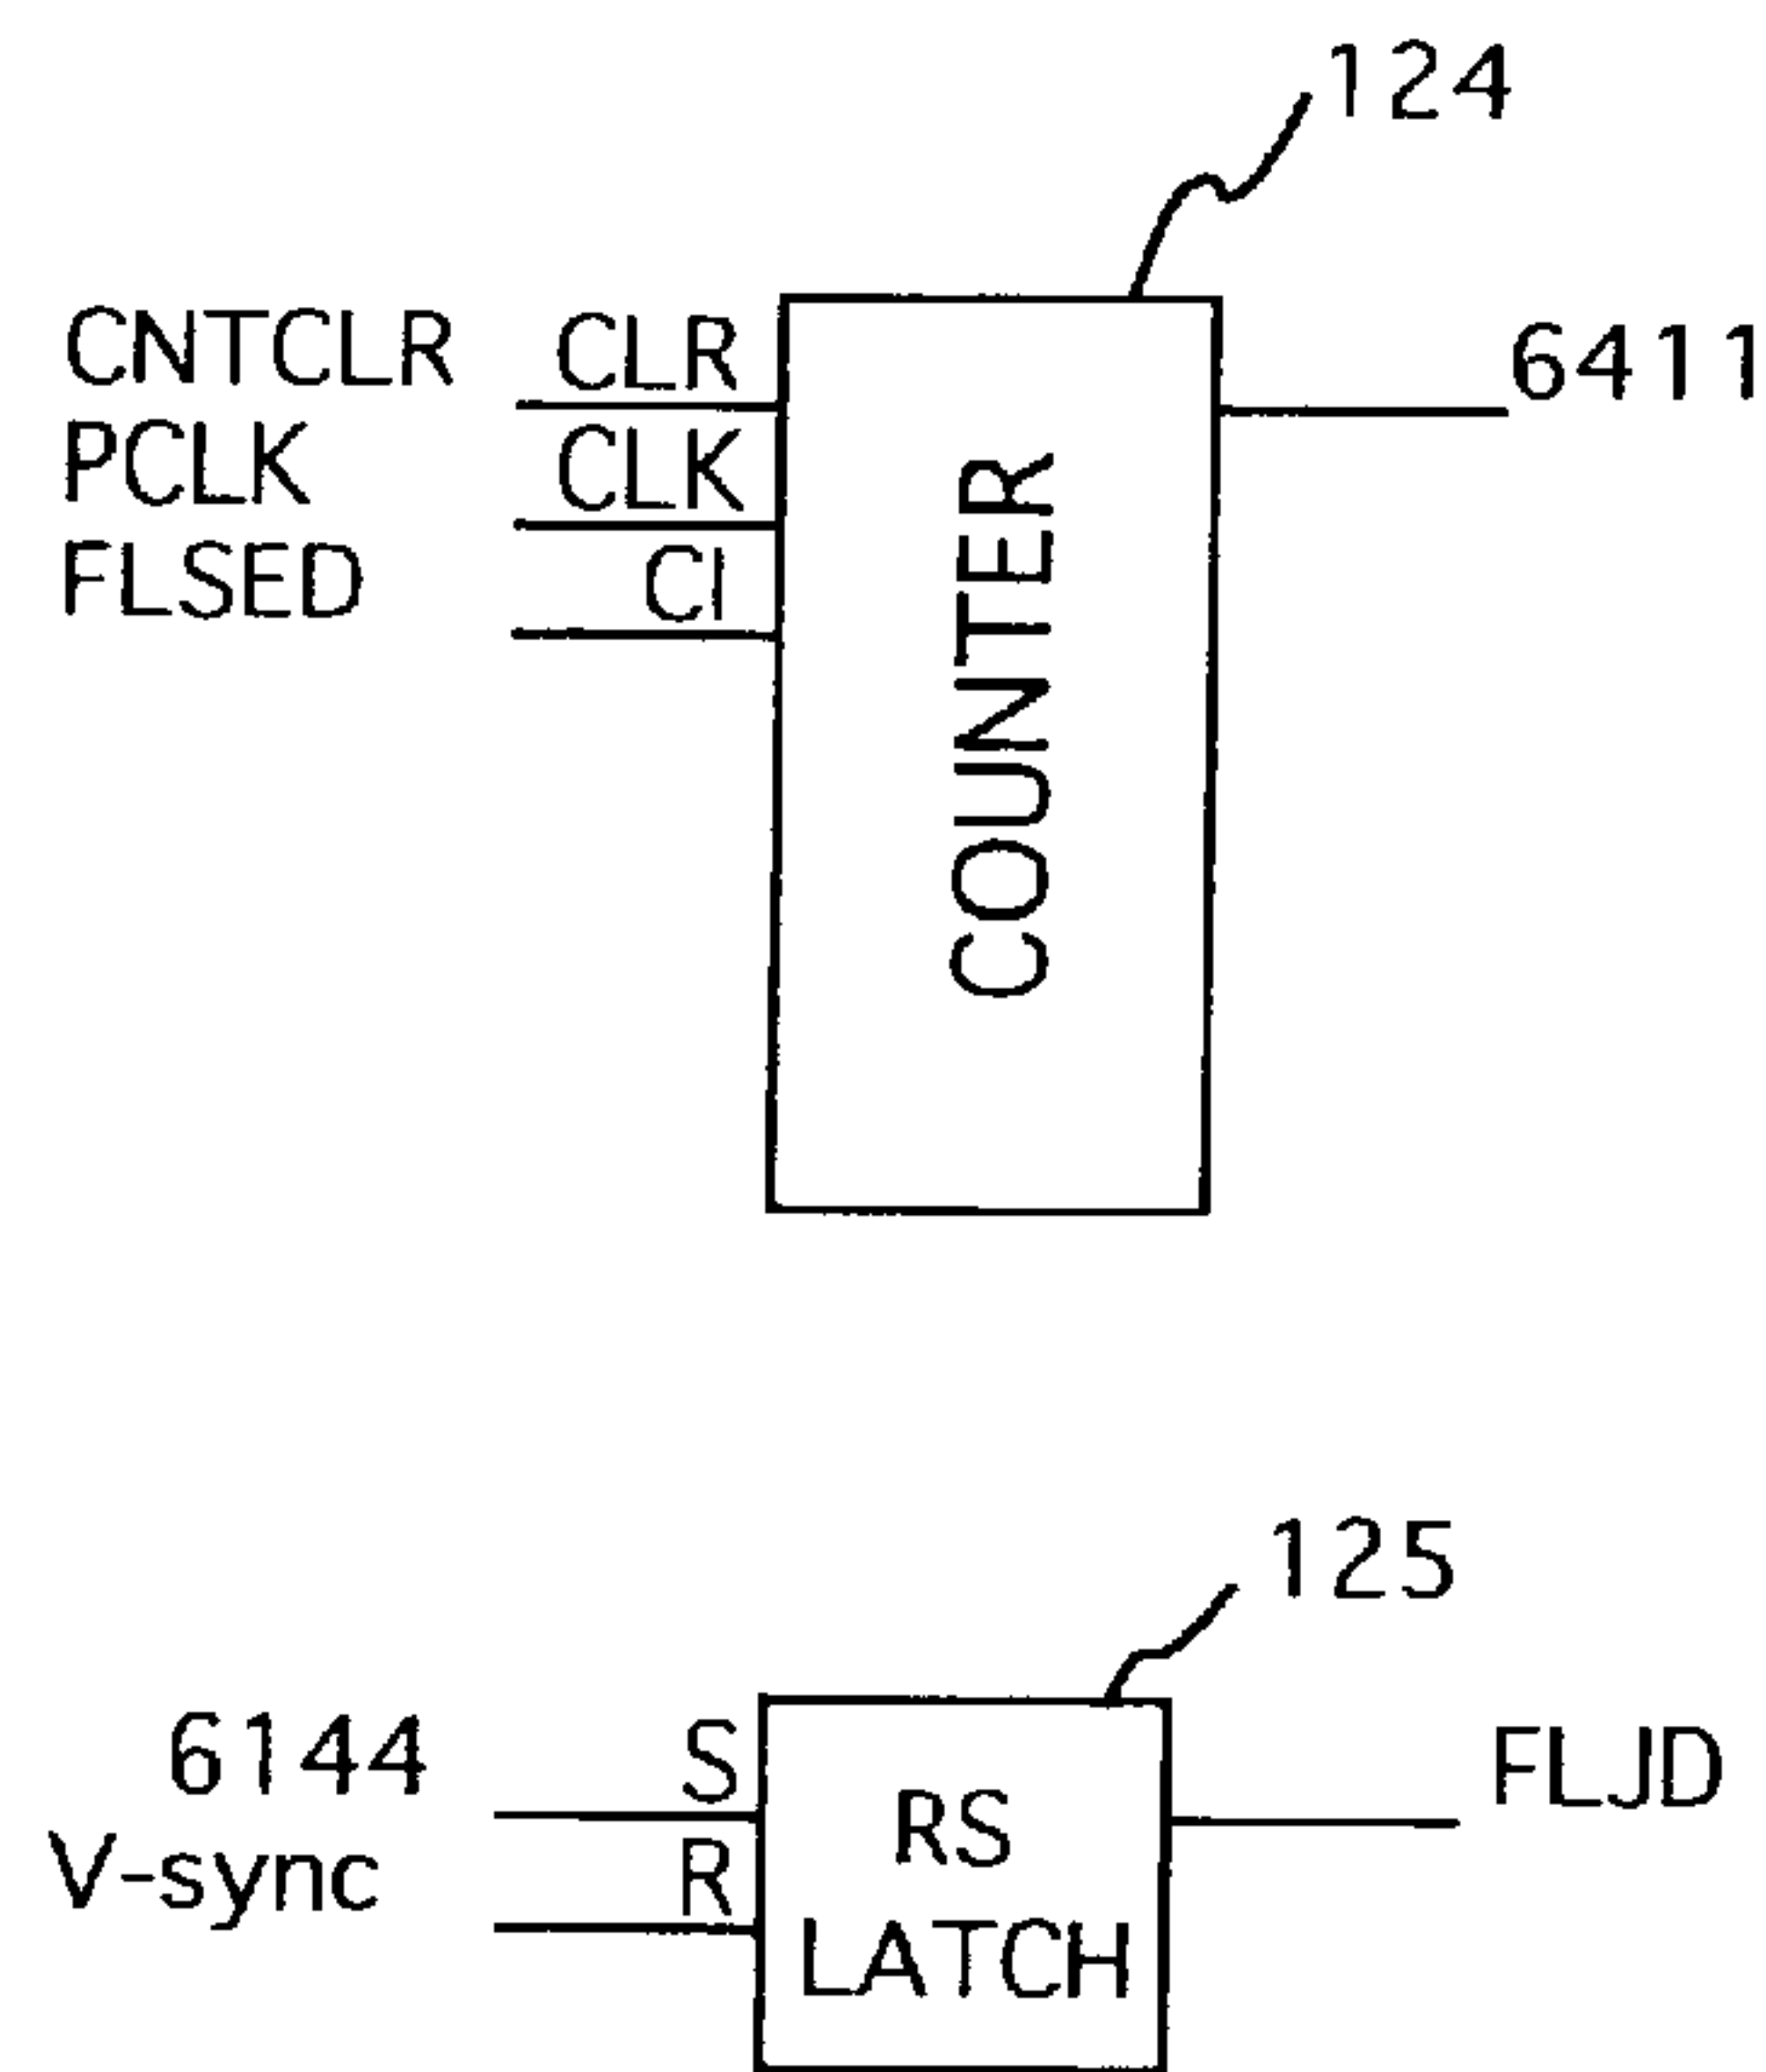 124
CNTCLR CLR
6411
PCLK CLK
FLSED CI
COUNTER
125
6144 S
FLJD
V-sync R
RS
LATCH